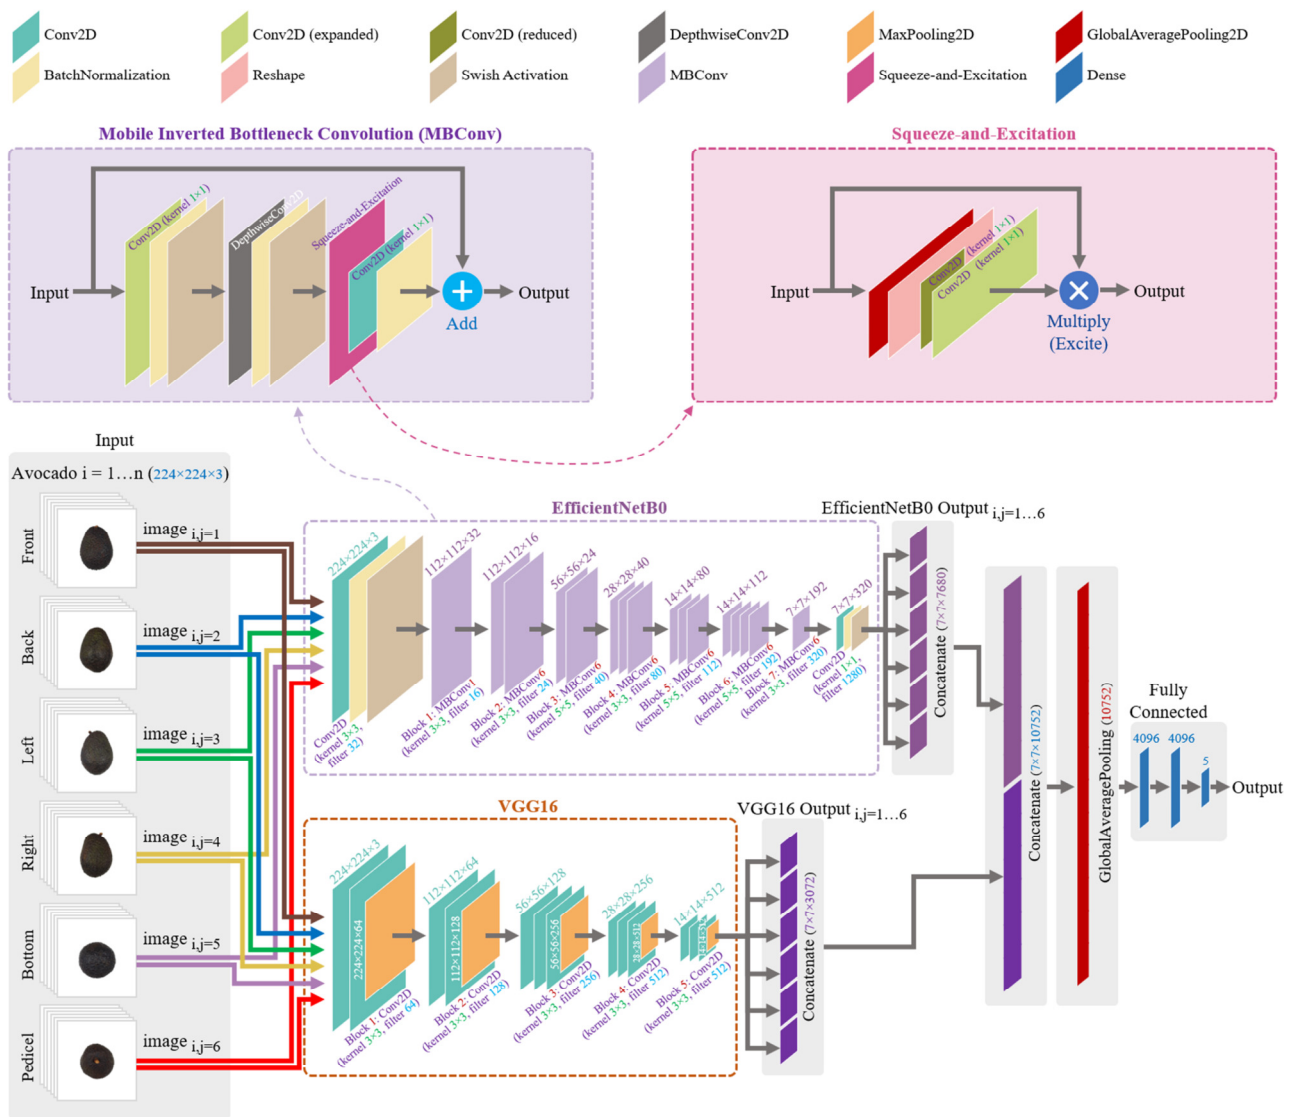 Conv2D
Conv2D (expanded)
Conv2D (reduced)
DepthwiseConv2D
MaxPooling2D
GlobalAveragePooling2D
BatchNormalization
Reshape
Swish Activation
MBConv
Squeeze-and-Excitation
Dense
Mobile Inverted Bottleneck Convolution (MBConv)
Squeeze-and-Excitation
Input
Conv2D (kernel 1×1)
DepthwiseConv2D
Squeeze-and-Excitation
Conv2D (kernel 1×1)
Add
Output
Input
Conv2D (kernel 1×1)
Conv2D (kernel 1×1)
Multiply
(Excite)
Output
Input
Avocado i = 1…n (224×224×3)
Front
image i,j=1
Back
image i,j=2
Left
image i,j=3
Right
image i,j=4
Bottom
image i,j=5
Pedicel
image i,j=6
EfficientNetB0
224×224×3
112×112×32
112×112×16
56×56×24
28×28×40
14×14×80
14×14×112
7×7×192
7×7×320
Conv2D
(kernel 3×3,
filter 32)
Block 1: MBConv1
(kernel 3×3, filter 16)
Block 2: MBConv6
(kernel 3×3, filter 24)
Block 3: MBConv6
(kernel 5×5, filter 40)
Block 4: MBConv6
(kernel 3×3, filter 80)
Block 5: MBConv6
(kernel 5×5, filter 112)
Block 6: MBConv6
(kernel 5×5, filter 192)
Block 7: MBConv6
(kernel 3×3, filter 320)
Conv2D
(kernel 1×1,
filter 1280)
EfficientNetB0 Output i,j=1…6
Concatenate (7×7×7680)
VGG16
224×224×3
224×224×64
112×112×64
112×112×128
56×56×128
56×56×256
28×28×256
28×28×512
14×14×512
Block 1: Conv2D
(kernel 3×3, filter 64)
Block 2: Conv2D
(kernel 3×3, filter 128)
Block 3: Conv2D
(kernel 3×3, filter 256)
Block 4: Conv2D
(kernel 3×3, filter 512)
Block 5: Conv2D
(kernel 3×3, filter 512)
VGG16 Output i,j=1…6
Concatenate (7×7×3072)
Concatenate (7×7×10752)
GlobalAveragePooling (10752)
Fully
Connected
4096
4096
5
Output